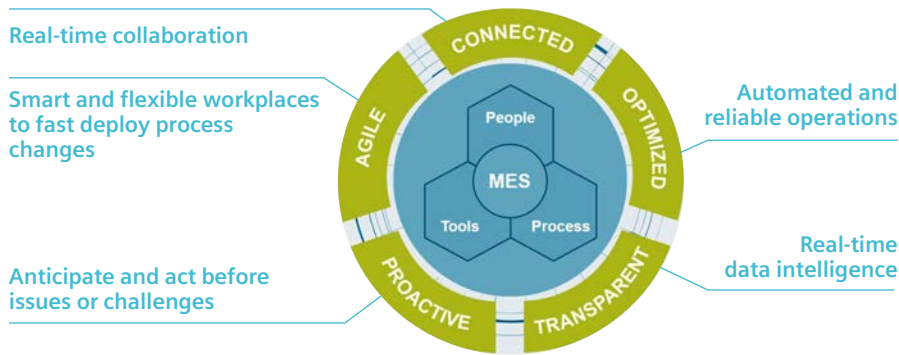 Real-time collaboration
Smart and flexible workplaces
to fast deploy process
changes
Anticipate and act before
issues or challenges
CONNECTED
AGILE
OPTIMIZED
PROACTIVE
TRANSPARENT
People
MES
Tools
Process
Automated and
reliable operations
Real-time
data intelligence